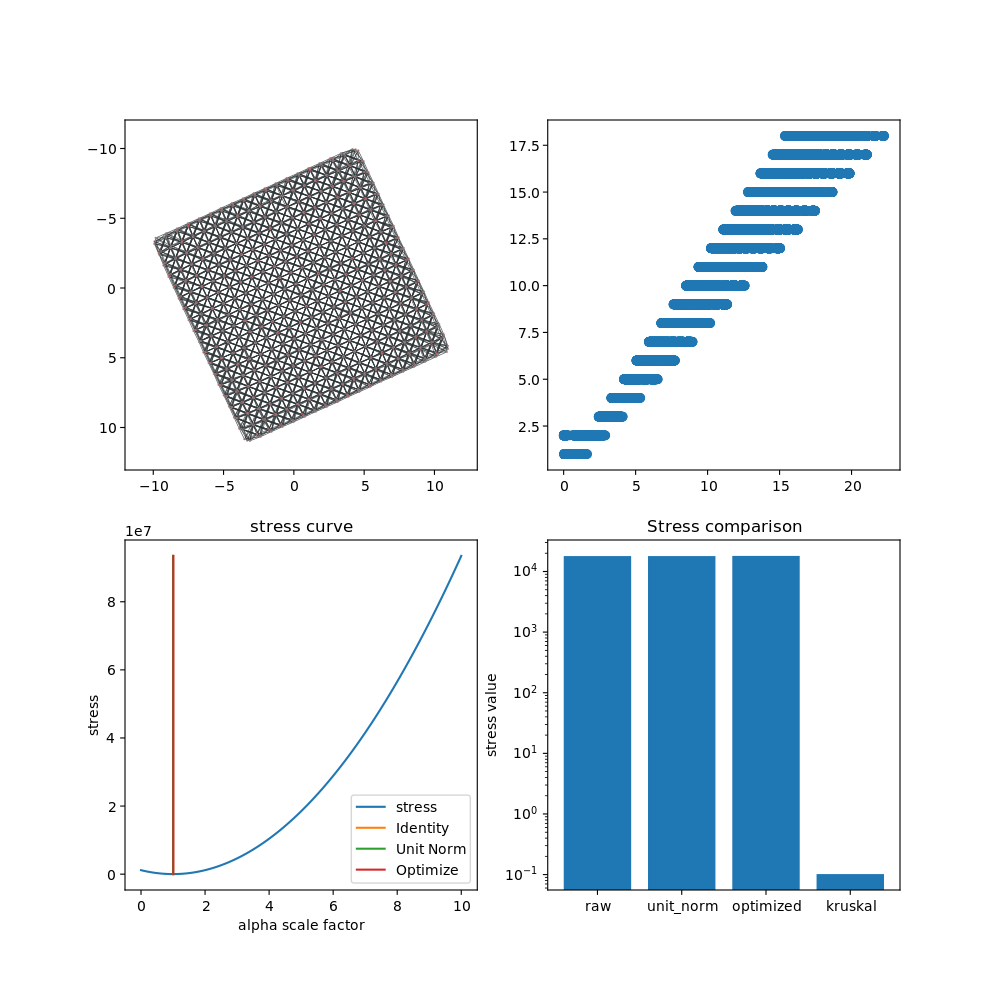 −10
−5
0
5
10
−10 −5 0 5 10
17.5
15.0
12.5
10.0
7.5
5.0
2.5
0 5 10 15 20
stress curve
1e7
8
6
4
2
0
stress
stress
Identity
Unit Norm
Optimize
0 2 4 6 8 10
alpha scale factor
Stress comparison
10⁴
10³
10²
10¹
10⁰
10⁻¹
stress value
raw unit_norm optimized kruskal